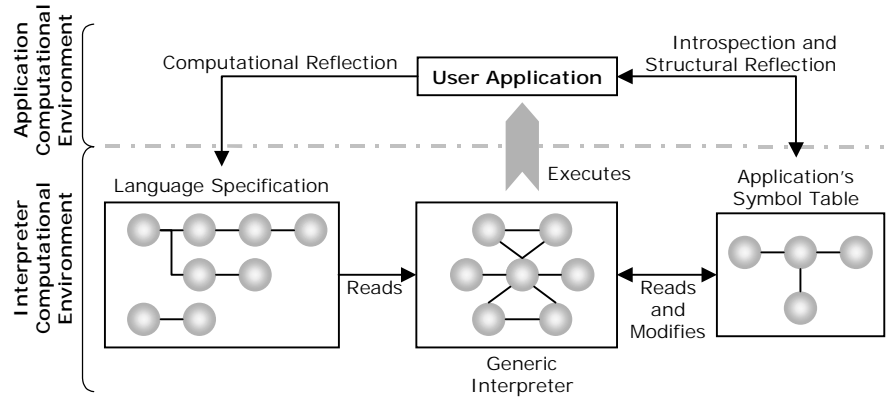 Application
Computational
Environment
Computational Reflection
User Application
Introspection and
Structural Reflection
Executes
Interpreter
Computational
Environment
Language Specification
Application's
Symbol Table
Reads
Reads
and
Modifies
Generic
Interpreter